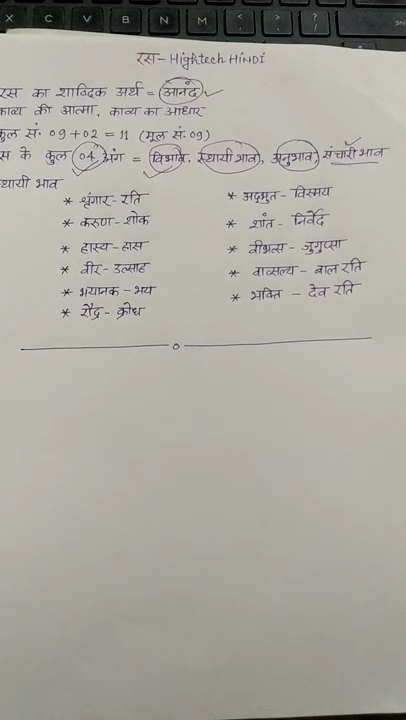 रस - Hightech HINDI
रस का शाब्दिक अर्थ = आनंद
काव्य की आत्मा, काव्य का आधार
कुल सं. 09 + 02 = 11 (मूल सं. 09)
स के कुल 04 अंग = विभाव, स्थायी भाव, अनुभाव, संचारी भाव
थायी भाव
* श्रृंगार - रति
* करुण - शोक
* हास्य - हास
* वीर - उत्साह
* भयानक - भय
* रौद्र - क्रोध
* अद्भुत - विस्मय
* शांत - निर्वेद
* वीभत्स - जुगुप्सा
* वात्सल्य - बाल रति
* भक्ति - देव रति
X C V B N M < > ? /